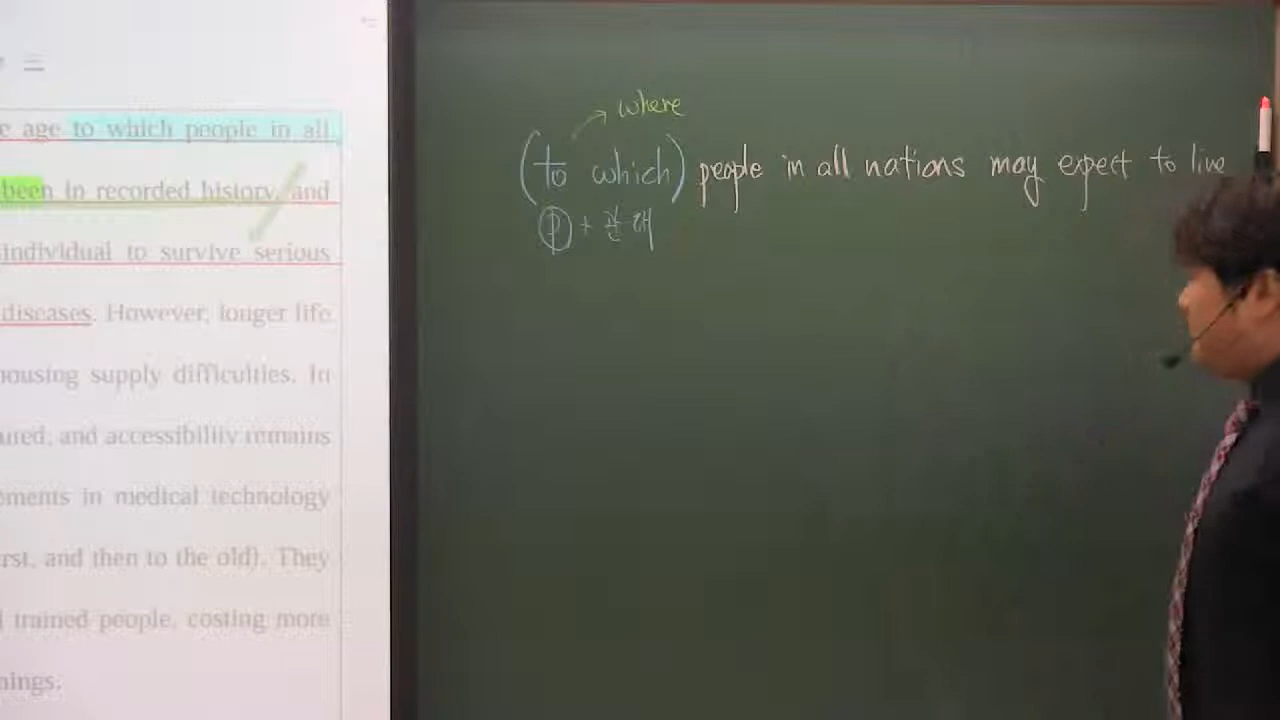 e age to which people in all
been in recorded history, and
individual to survive serious
diseases. However, longer life
housing supply difficulties. In
ured, and accessibility remains
ements in medical technology
rst, and then to the old). They
trained people, costing more
hings.
where
(to which) people in all nations may expect to live
P + 관대